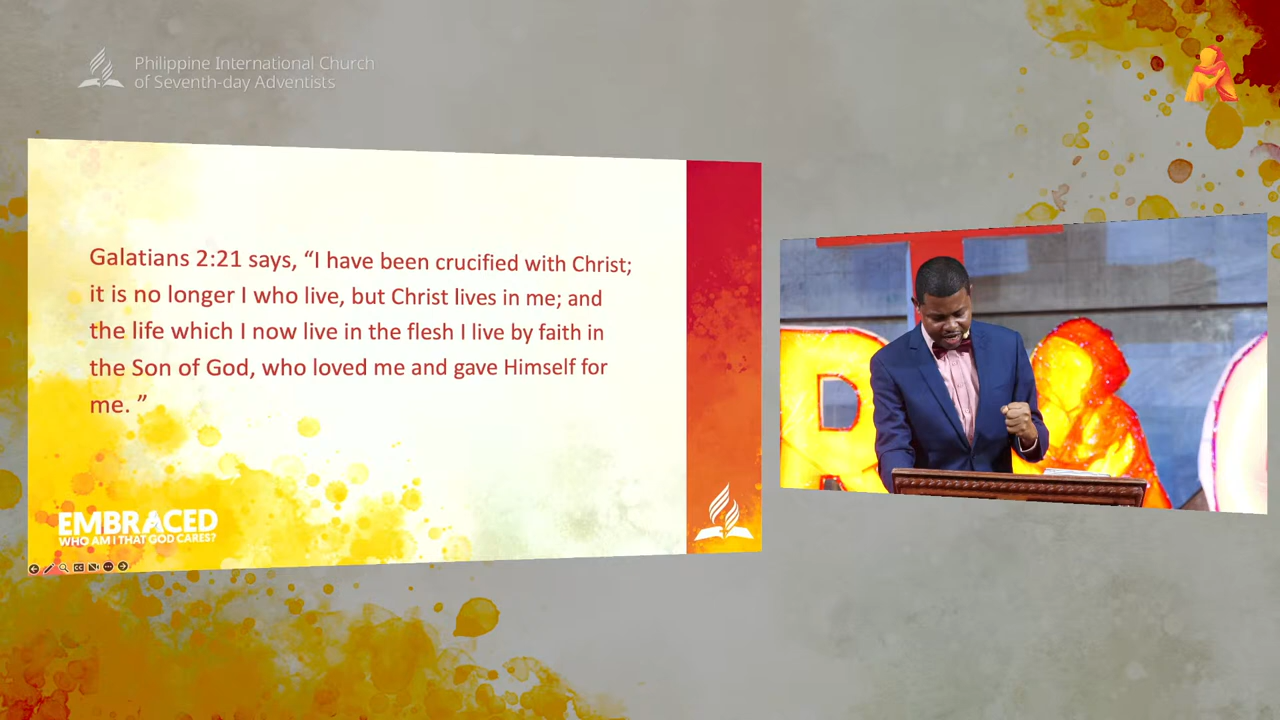 Philippine International Church
of Seventh-day Adventists
Galatians 2:21 says, “I have been crucified with Christ;
it is no longer I who live, but Christ lives in me; and
the life which I now live in the flesh I live by faith in
the Son of God, who loved me and gave Himself for
me. ”
EMBRACED
WHO AM I THAT GOD CARES?
T
R